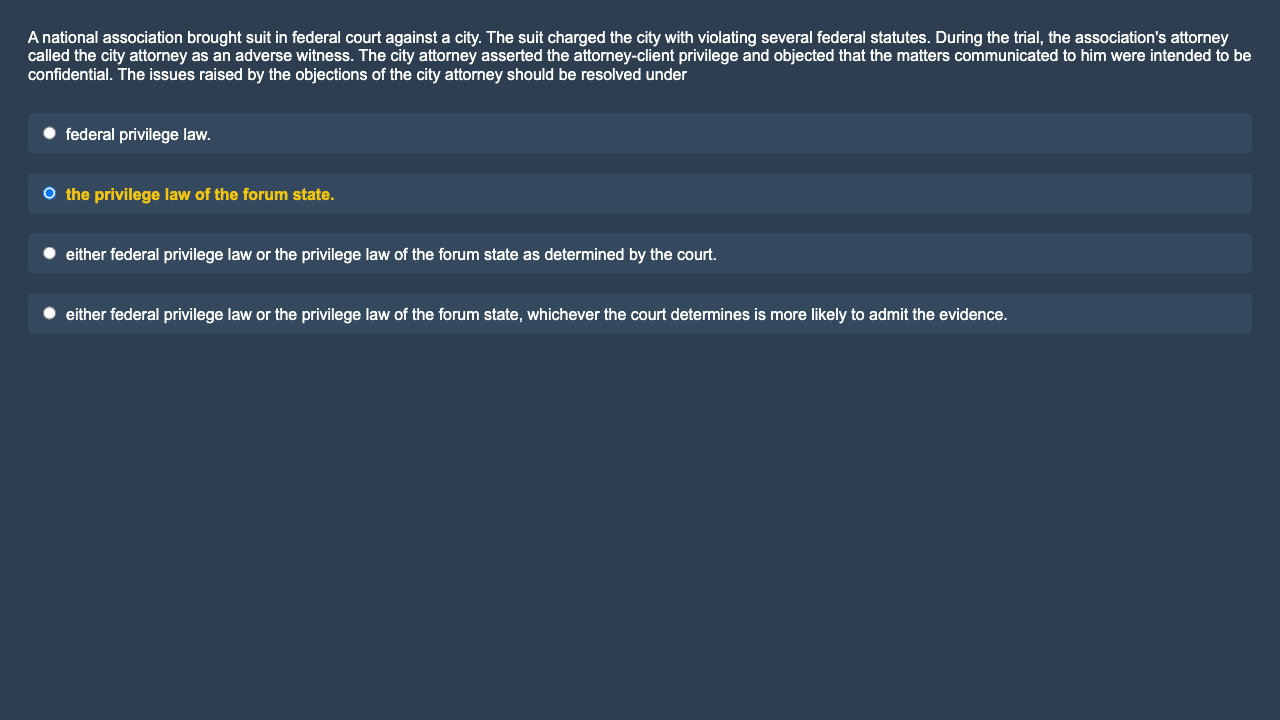 A national association brought suit in federal court against a city. The suit charged the city with violating several federal statutes. During the trial, the association's attorney
called the city attorney as an adverse witness. The city attorney asserted the attorney-client privilege and objected that the matters communicated to him were intended to be
confidential. The issues raised by the objections of the city attorney should be resolved under
federal privilege law.
the privilege law of the forum state.
either federal privilege law or the privilege law of the forum state as determined by the court.
either federal privilege law or the privilege law of the forum state, whichever the court determines is more likely to admit the evidence.